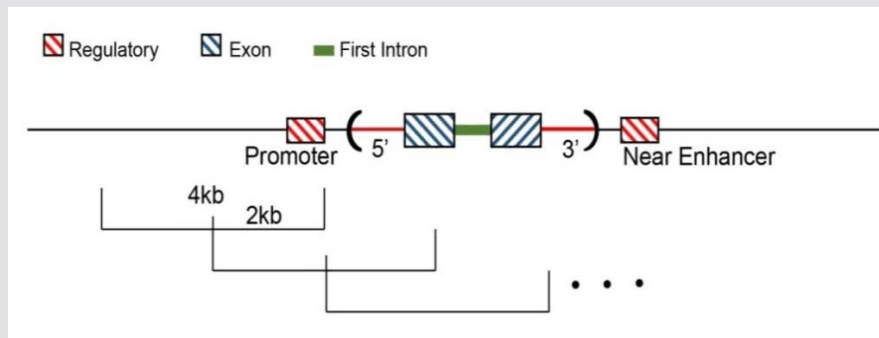 Regulatory Exon First Intron
Promoter 5’ 3’ Near Enhancer
4kb
2kb